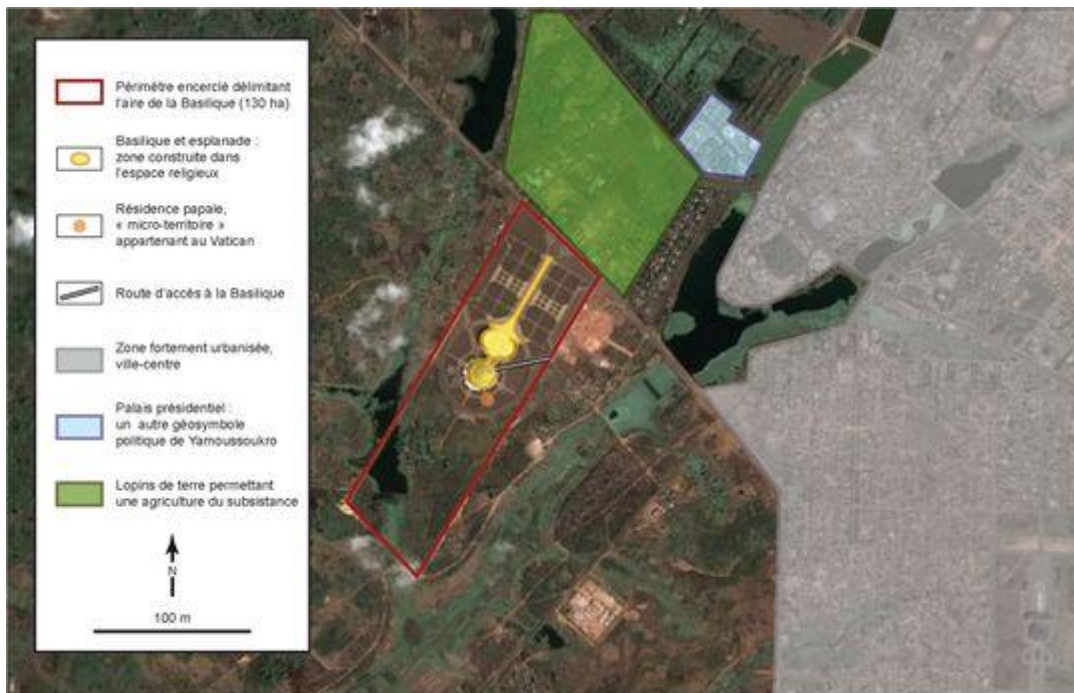 Périmètre encerclé délimitant
l'aire de la Basilique (130 ha)
Basilique et esplanade :
zone construite dans
l'espace religieux
Résidence papale,
« micro-territoire »
appartenant au Vatican
Route d'accès à la Basilique
Zone fortement urbanisée,
ville-centre
Palais présidentiel :
un autre géosymbole
politique de Yamoussoukro
Lopins de terre permettant
une agriculture du subsistance
N
100 m